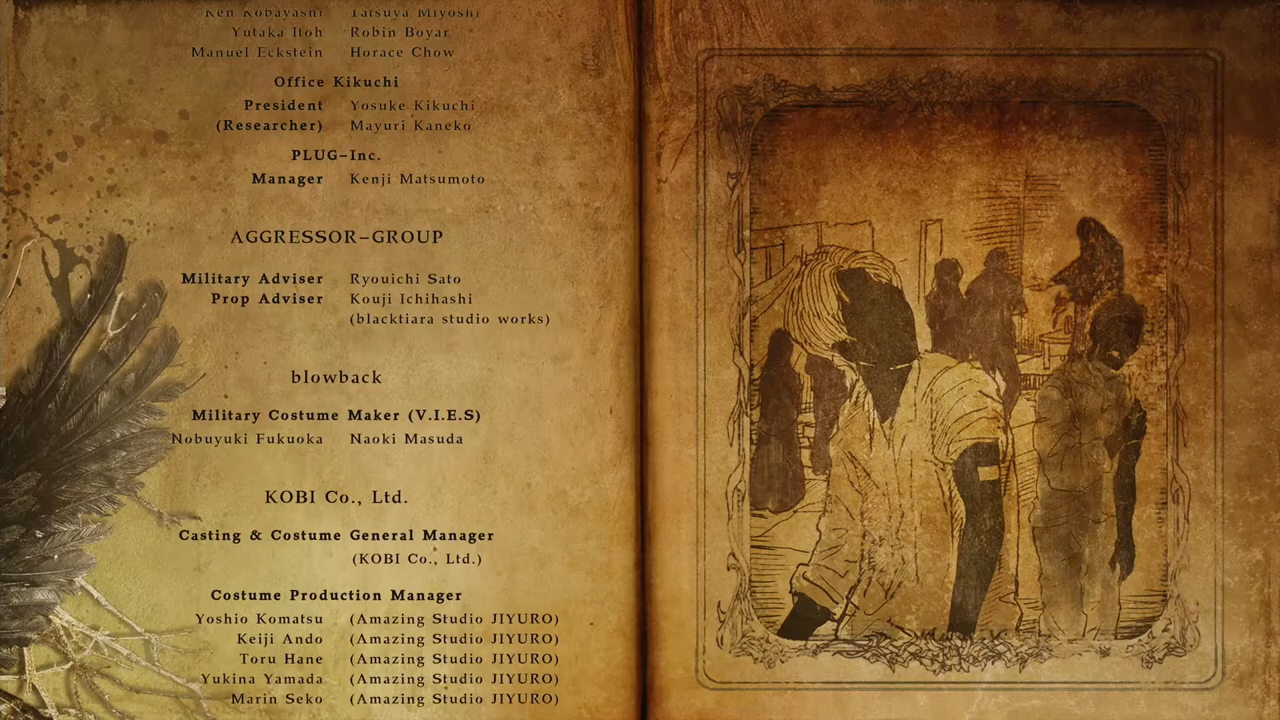 Ken Kobayashi Tatsuya Miyoshi
Yutaka Itoh Robin Boyar
Manuel Eckstein Horace Chow
Office Kikuchi
President Yosuke Kikuchi
(Researcher) Mayuri Kaneko
PLUG-Inc.
Manager Kenji Matsumoto
AGGRESSOR-GROUP
Military Adviser Ryouichi Sato
Prop Adviser Kouji Ichihashi
(blacktiara studio works)
blowback
Military Costume Maker (V.I.E.S)
Nobuyuki Fukuoka Naoki Masuda
KOBI Co., Ltd.
Casting & Costume General Manager
(KOBI Co., Ltd.)
Costume Production Manager
Yoshio Komatsu (Amazing Studio JIYURO)
Keiji Ando (Amazing Studio JIYURO)
Toru Hane (Amazing Studio JIYURO)
Yukina Yamada (Amazing Studio JIYURO)
Marin Seko (Amazing Studio JIYURO)